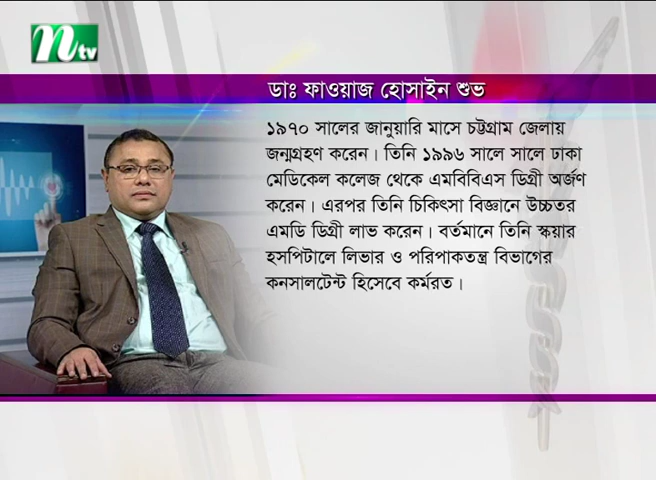 ntv
ডাঃ ফাওয়াজ হোসাইন শুভ
১৯৭০ সালের জানুয়ারি মাসে চট্টগ্রাম জেলায়
জন্মগ্রহণ করেন। তিনি ১৯৯৬ সালে সালে ঢাকা
মেডিকেল কলেজ থেকে এমবিবিএস ডিগ্রী অর্জণ
করেন। এরপর তিনি চিকিৎসা বিজ্ঞানে উচ্চতর
এমডি ডিগ্রী লাভ করেন। বর্তমানে তিনি স্কয়ার
হসপিটালে লিভার ও পরিপাকতন্ত্র বিভাগের
কনসালটেন্ট হিসেবে কর্মরত।